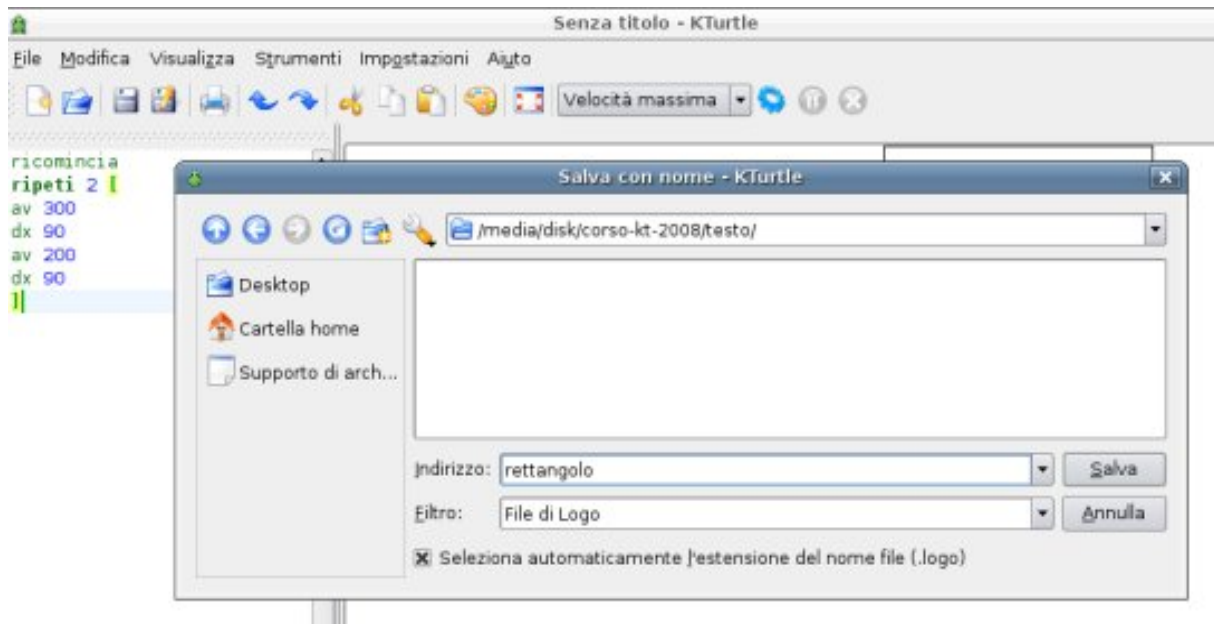 Senza titolo - KTurtle
File Modifica Visualizza Strumenti Impostazioni Aiuto
Velocità massima
ricomincia
ripeti 2 [
av 300
dx 90
av 200
dx 90
]
Salva con nome - KTurtle
/media/disk/corso-kt-2008/testo/
Desktop
Cartella home
Supporto di arch...
Indirizzo: rettangolo Salva
Filtro: File di Logo Annulla
Seleziona automaticamente l'estensione del nome file (.logo)